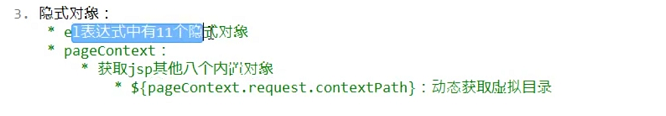 3. 隐式对象：
* el表达式中有11个隐式对象
* pageContext：
* 获取jsp其他八个内置对象
* ${pageContext.request.contextPath}：动态获取虚拟目录